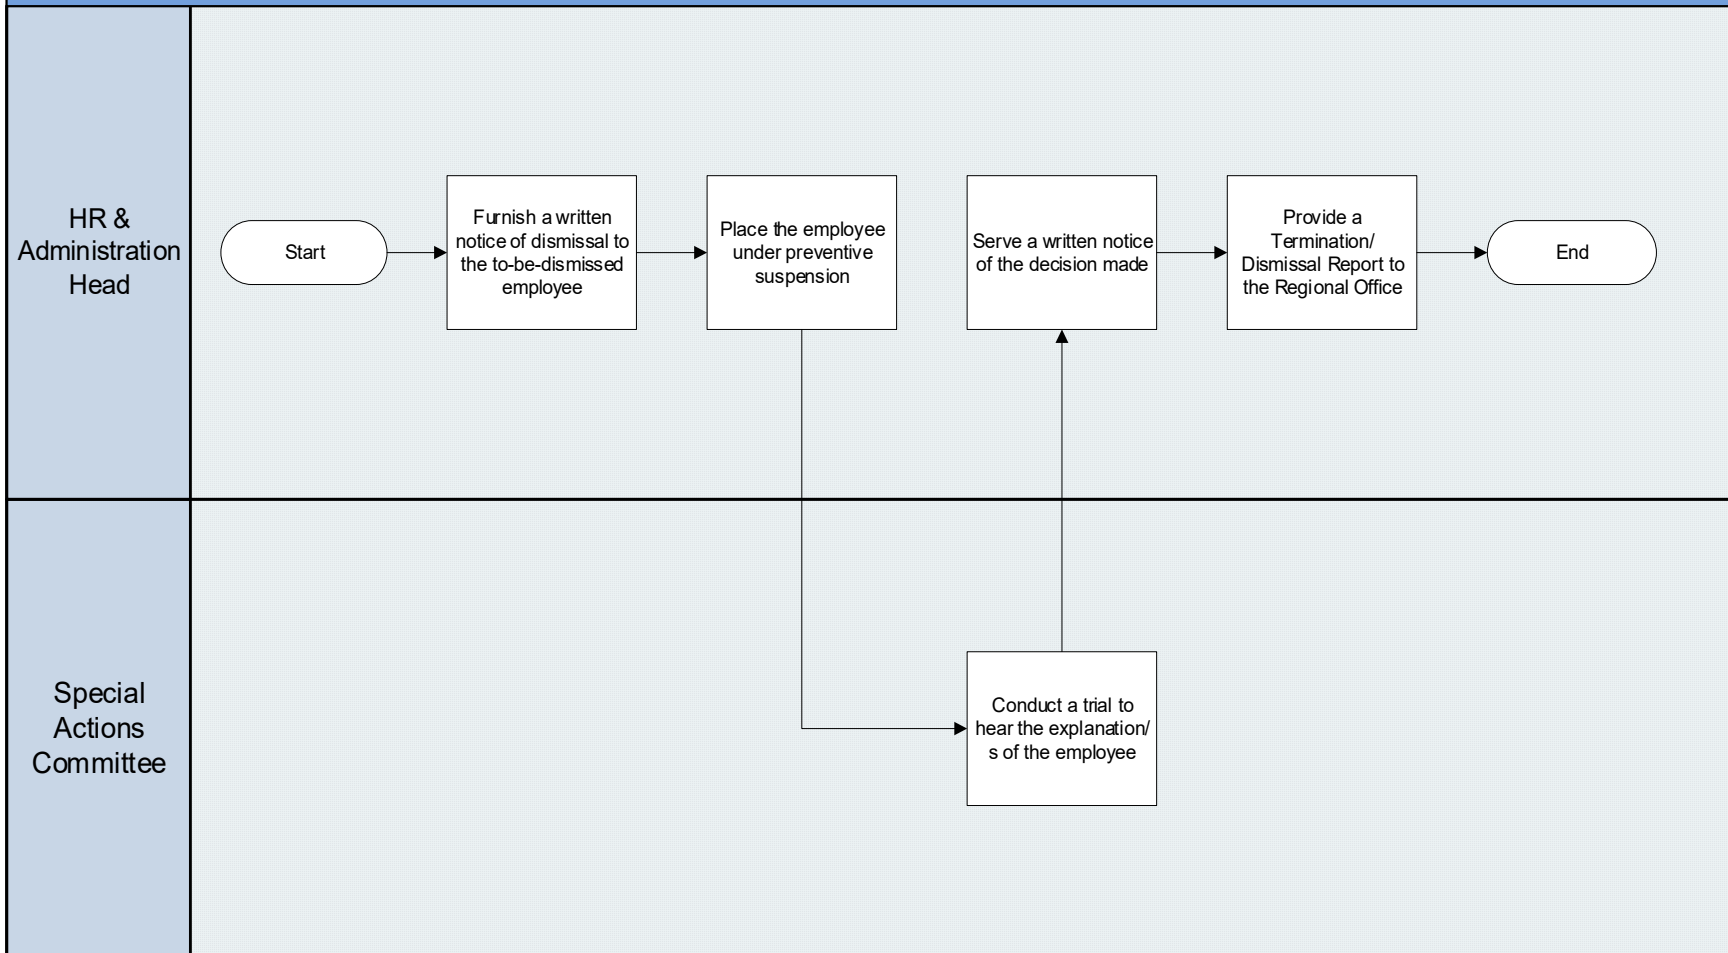 HR &
Administration
Head
Start
Furnish a written
notice of dismissal to
the to-be-dismissed
employee
Place the employee
under preventive
suspension
Serve a written notice
of the decision made
Provide a
Termination/
Dismissal Report to
the Regional Office
End
Special
Actions
Committee
Conduct a trial to
hear the explanation/
s of the employee